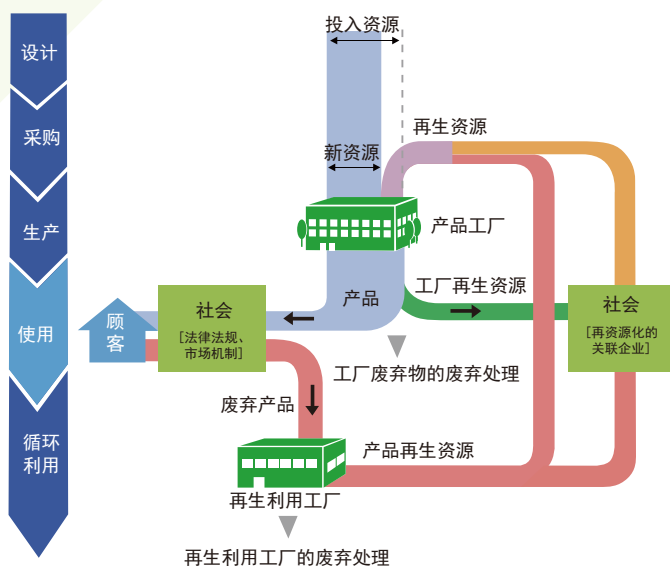 设计
采购
生产
使用
循环
利用
投入资源
新资源
再生资源
产品工厂
产品
工厂再生资源
社会
[法律法规、
市场机制]
顾
客
社会
[再资源化的
关联企业]
工厂废弃物的废弃处理
废弃产品
产品再生资源
再生利用工厂
再生利用工厂的废弃处理